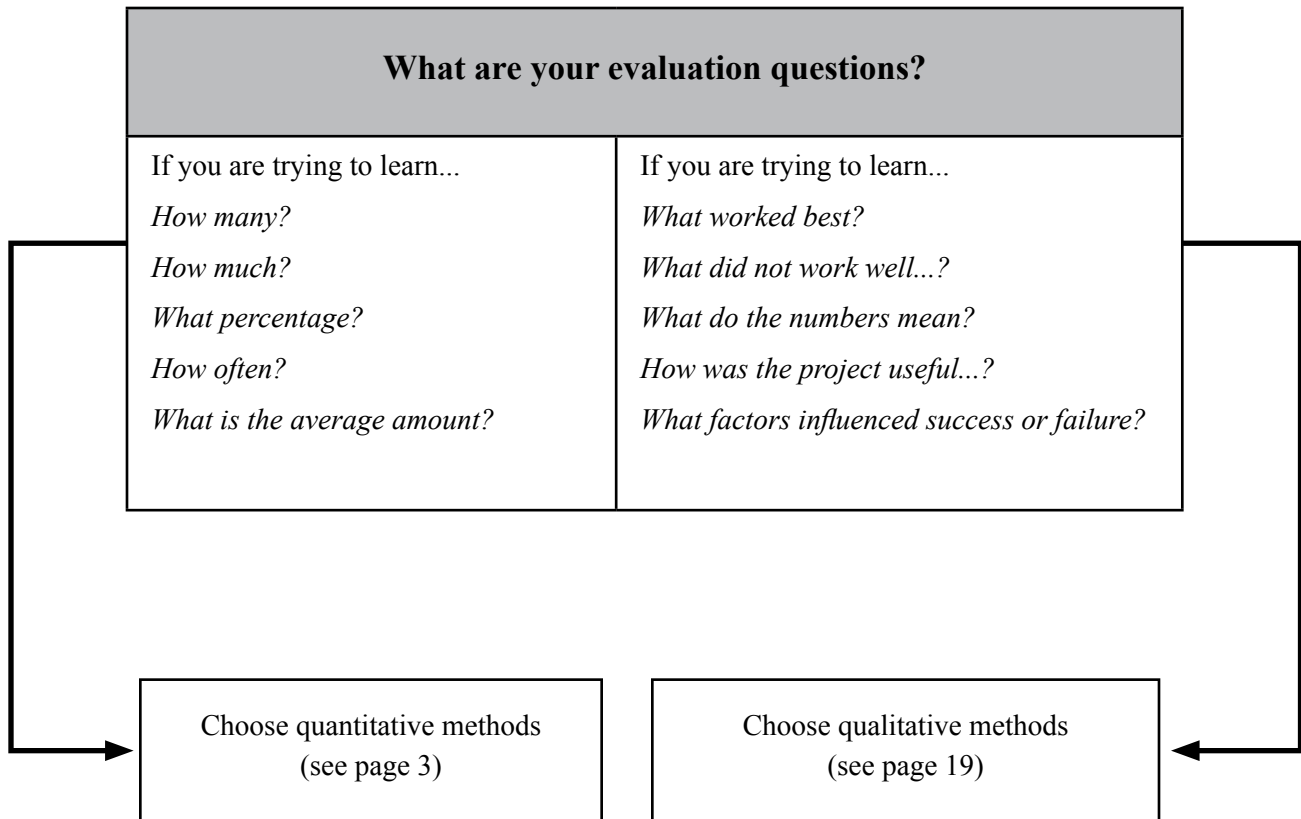 What are your evaluation questions?
If you are trying to learn...
How many?
How much?
What percentage?
How often?
What is the average amount?
If you are trying to learn...
What worked best?
What did not work well...?
What do the numbers mean?
How was the project useful...?
What factors influenced success or failure?
Choose quantitative methods
(see page 3)
Choose qualitative methods
(see page 19)